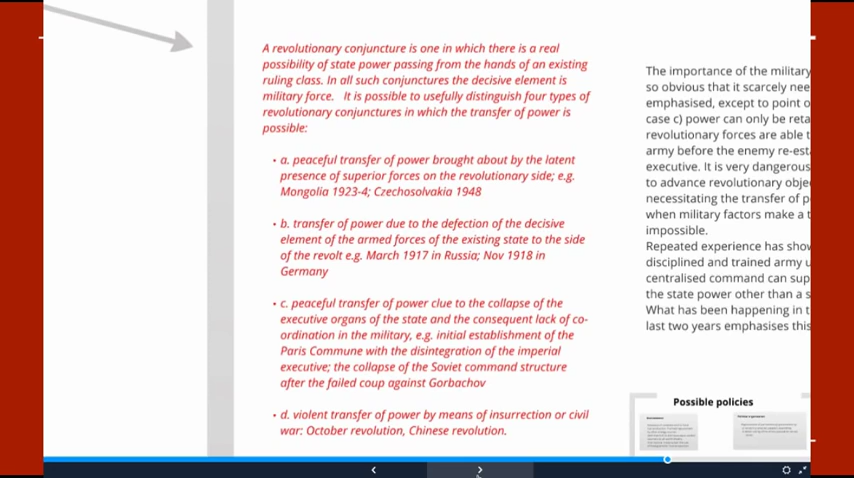 A revolutionary conjuncture is one in which there is a real
possibility of state power passing from the hands of an existing
ruling class. In all such conjunctures the decisive element is
military force. It is possible to usefully distinguish four types of
revolutionary conjunctures in which the transfer of power is
possible:
• a. peaceful transfer of power brought about by the latent
presence of superior forces on the revolutionary side; e.g.
Mongolia 1923-4; Czechosolvakia 1948
• b. transfer of power due to the defection of the decisive
element of the armed forces of the existing state to the side
of the revolt e.g. March 1917 in Russia; Nov 1918 in
Germany
• c. peaceful transfer of power clue to the collapse of the
executive organs of the state and the consequent lack of co-
ordination in the military, e.g. initial establishment of the
Paris Commune with the disintegration of the imperial
executive; the collapse of the Soviet command structure
after the failed coup against Gorbachov
• d. violent transfer of power by means of insurrection or civil
war: October revolution, Chinese revolution.
The importance of the military
so obvious that it scarcely nee
emphasised, except to point o
case c) power can only be reta
revolutionary forces are able t
army before the enemy re-est
executive. It is very dangerous
to advance revolutionary obje
necessitating the transfer of p
when military factors make a t
impossible.
Repeated experience has show
disciplined and trained army u
centralised command can sup
the state power other than a s
What has been happening in t
last two years emphasises this
Possible policies